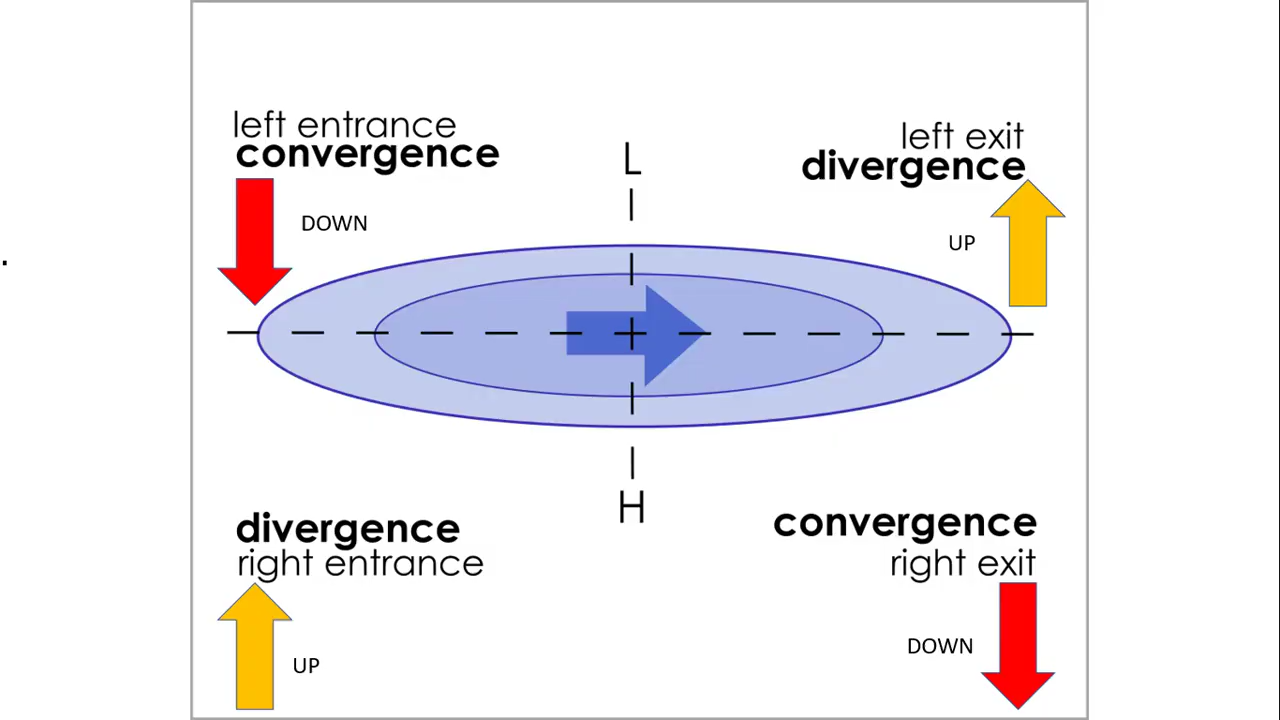 left entrance
convergence
DOWN
L
left exit
divergence
UP
.
H
divergence
right entrance
UP
convergence
right exit
DOWN